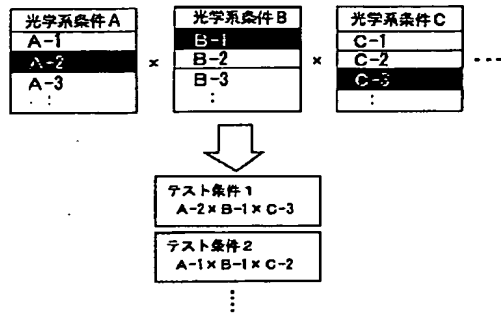 光学系条件A
A-1
A-2
A-3
⋮
×
光学系条件B
B-1
B-2
B-3
⋮
×
光学系条件C
C-1
C-2
C-3
⋮
テスト条件1
A-2×B-1×C-3
テスト条件2
A-1×B-1×C-2